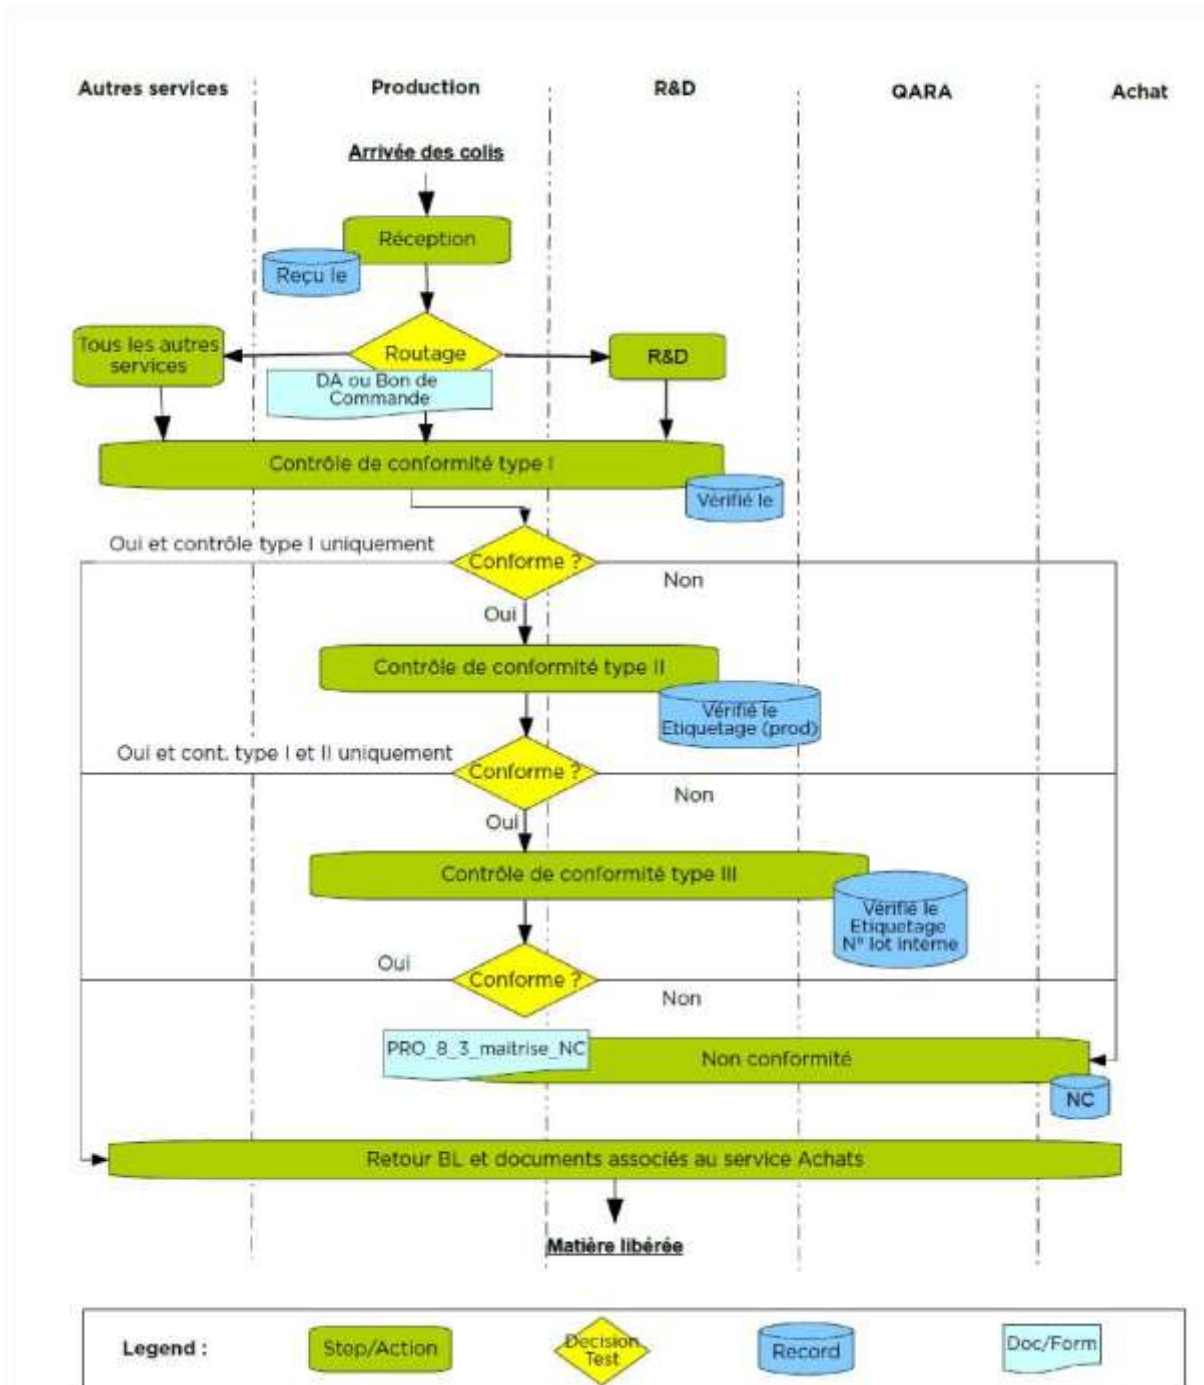 Autres services
Production
R&D
QARA
Achat
Arrivée des colis
Réception
Reçu le
Tous les autres
services
Routage
R&D
DA ou Bon de
Commande
Contrôle de conformité type I
Vérifié le
Oui et contrôle type I uniquement
Conforme ?
Non
Oui
Contrôle de conformité type II
Vérifié le
Etiquetage (prod)
Oui et cont. type I et II uniquement
Conforme ?
Non
Oui
Contrôle de conformité type III
Vérifié le
Etiquetage
N° lot interne
Oui
Conforme ?
Non
PRO_8_3_maitrise_NC
Non conformité
NC
Retour BL et documents associés au service Achats
Matière libérée
Legend :
Step/Action
Decision
Test
Record
Doc/Form